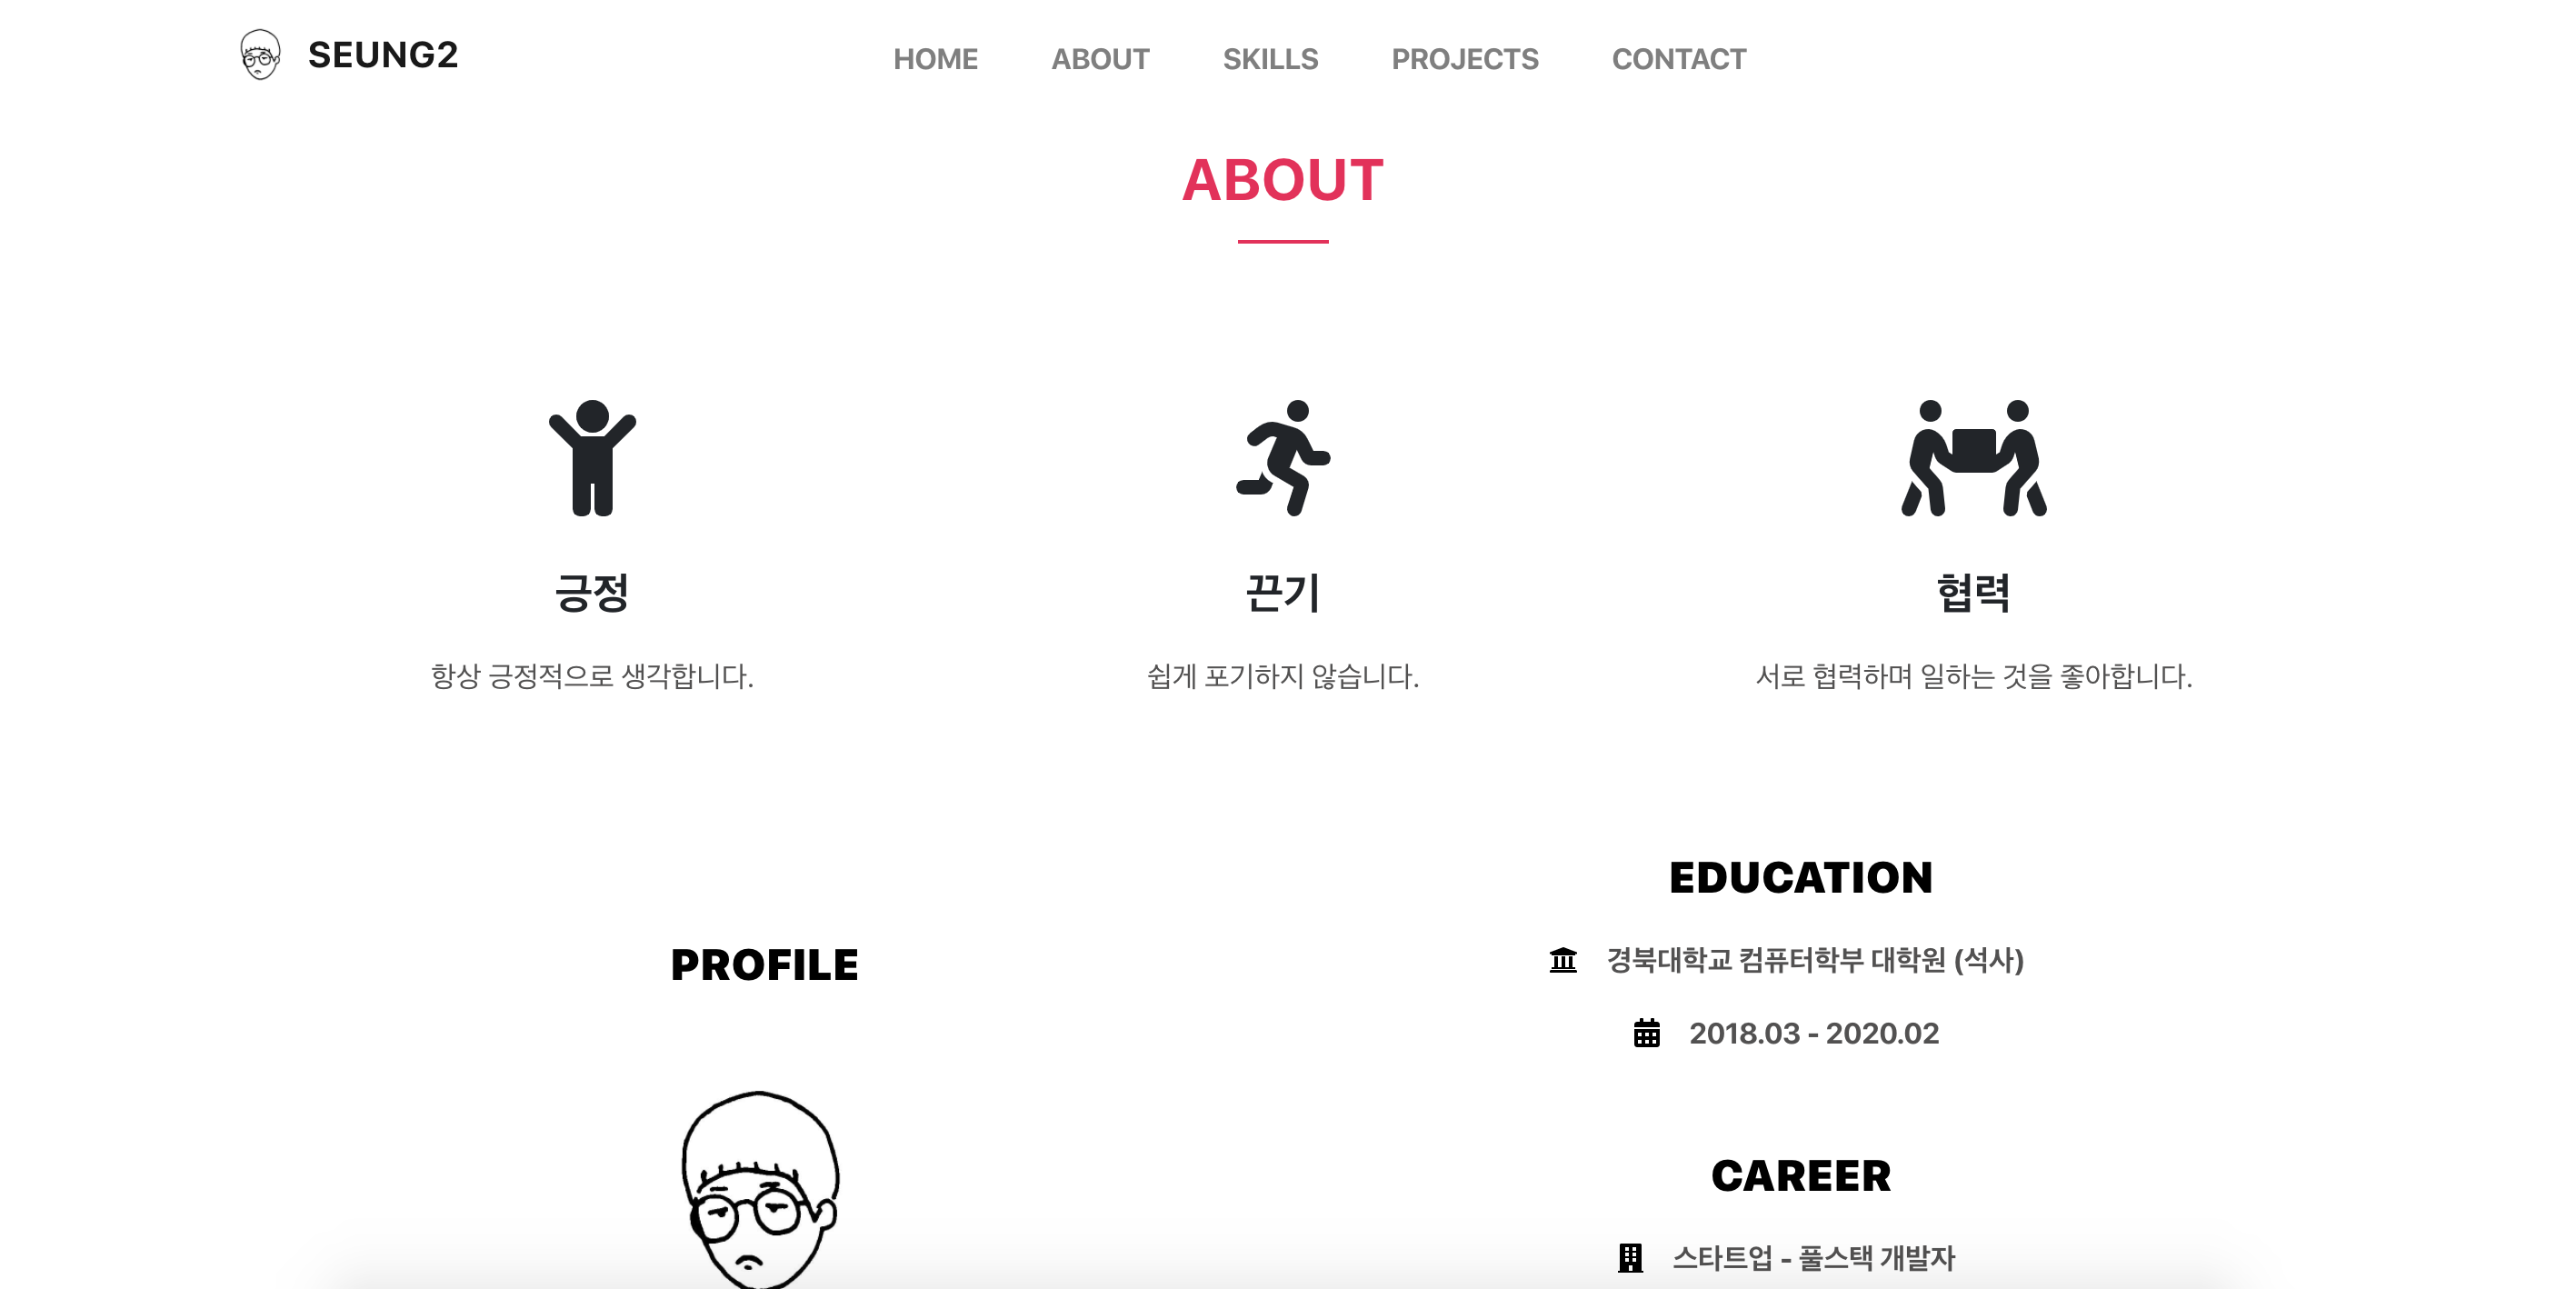 SEUNG2
HOME ABOUT SKILLS PROJECTS CONTACT
ABOUT
긍정
항상 긍정적으로 생각합니다.
끈기
쉽게 포기하지 않습니다.
협력
서로 협력하며 일하는 것을 좋아합니다.
PROFILE
EDUCATION
경북대학교 컴퓨터학부 대학원 (석사)
2018.03 - 2020.02
CAREER
스타트업 - 풀스택 개발자